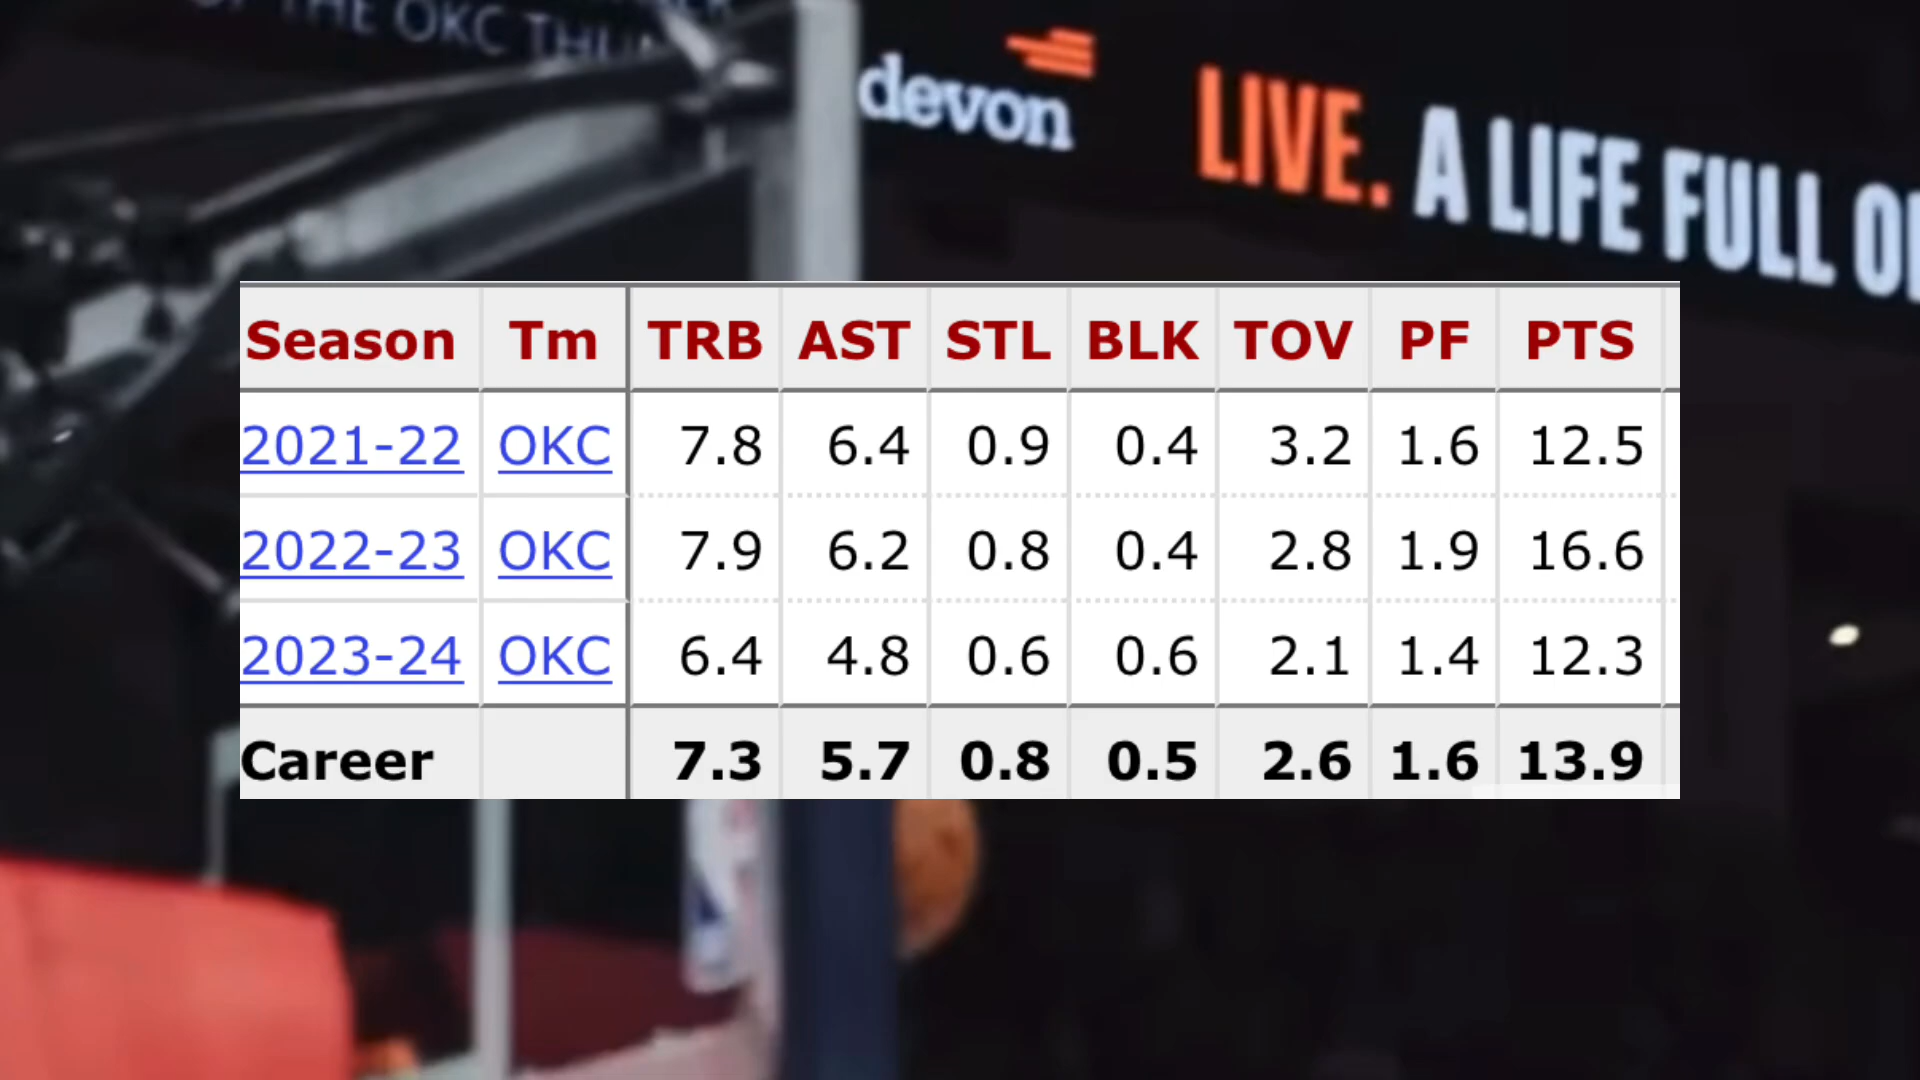 OF THE OKC
devon
LIVE. A LIFE FULL
Season Tm TRB AST STL BLK TOV PF PTS
2021-22 OKC 7.8 6.4 0.9 0.4 3.2 1.6 12.5
2022-23 OKC 7.9 6.2 0.8 0.4 2.8 1.9 16.6
2023-24 OKC 6.4 4.8 0.6 0.6 2.1 1.4 12.3
Career 7.3 5.7 0.8 0.5 2.6 1.6 13.9